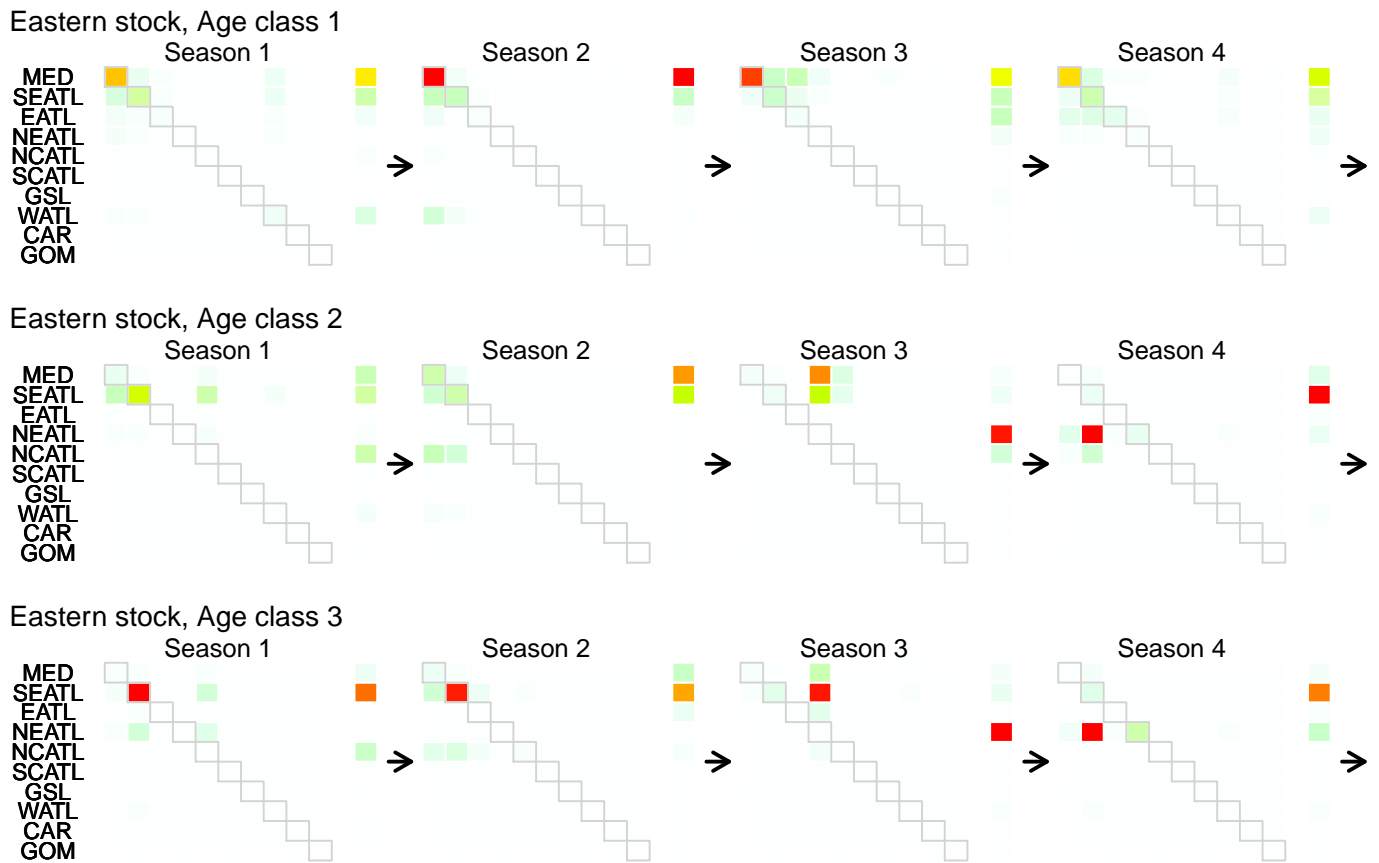 Eastern stock, Age class 1
Season 1 Season 2 Season 3 Season 4
MED
SEATL
EATL
NEATL
NCATL
SCATL
GSL
WATL
CAR
GOM
Eastern stock, Age class 2
Season 1 Season 2 Season 3 Season 4
MED
SEATL
EATL
NEATL
NCATL
SCATL
GSL
WATL
CAR
GOM
Eastern stock, Age class 3
Season 1 Season 2 Season 3 Season 4
MED
SEATL
EATL
NEATL
NCATL
SCATL
GSL
WATL
CAR
GOM